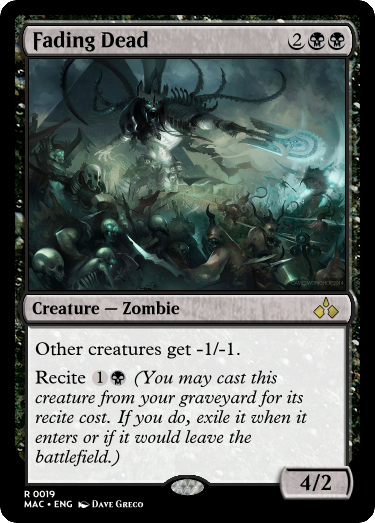 Fading Dead 2
Creature — Zombie
Other creatures get -1/-1.
Recite 1 (You may cast this
creature from your graveyard for its
recite cost. If you do, exile it when it
enters or if it would leave the
battlefield.)
4/2
R 0019
MAC • ENG Dave Greco